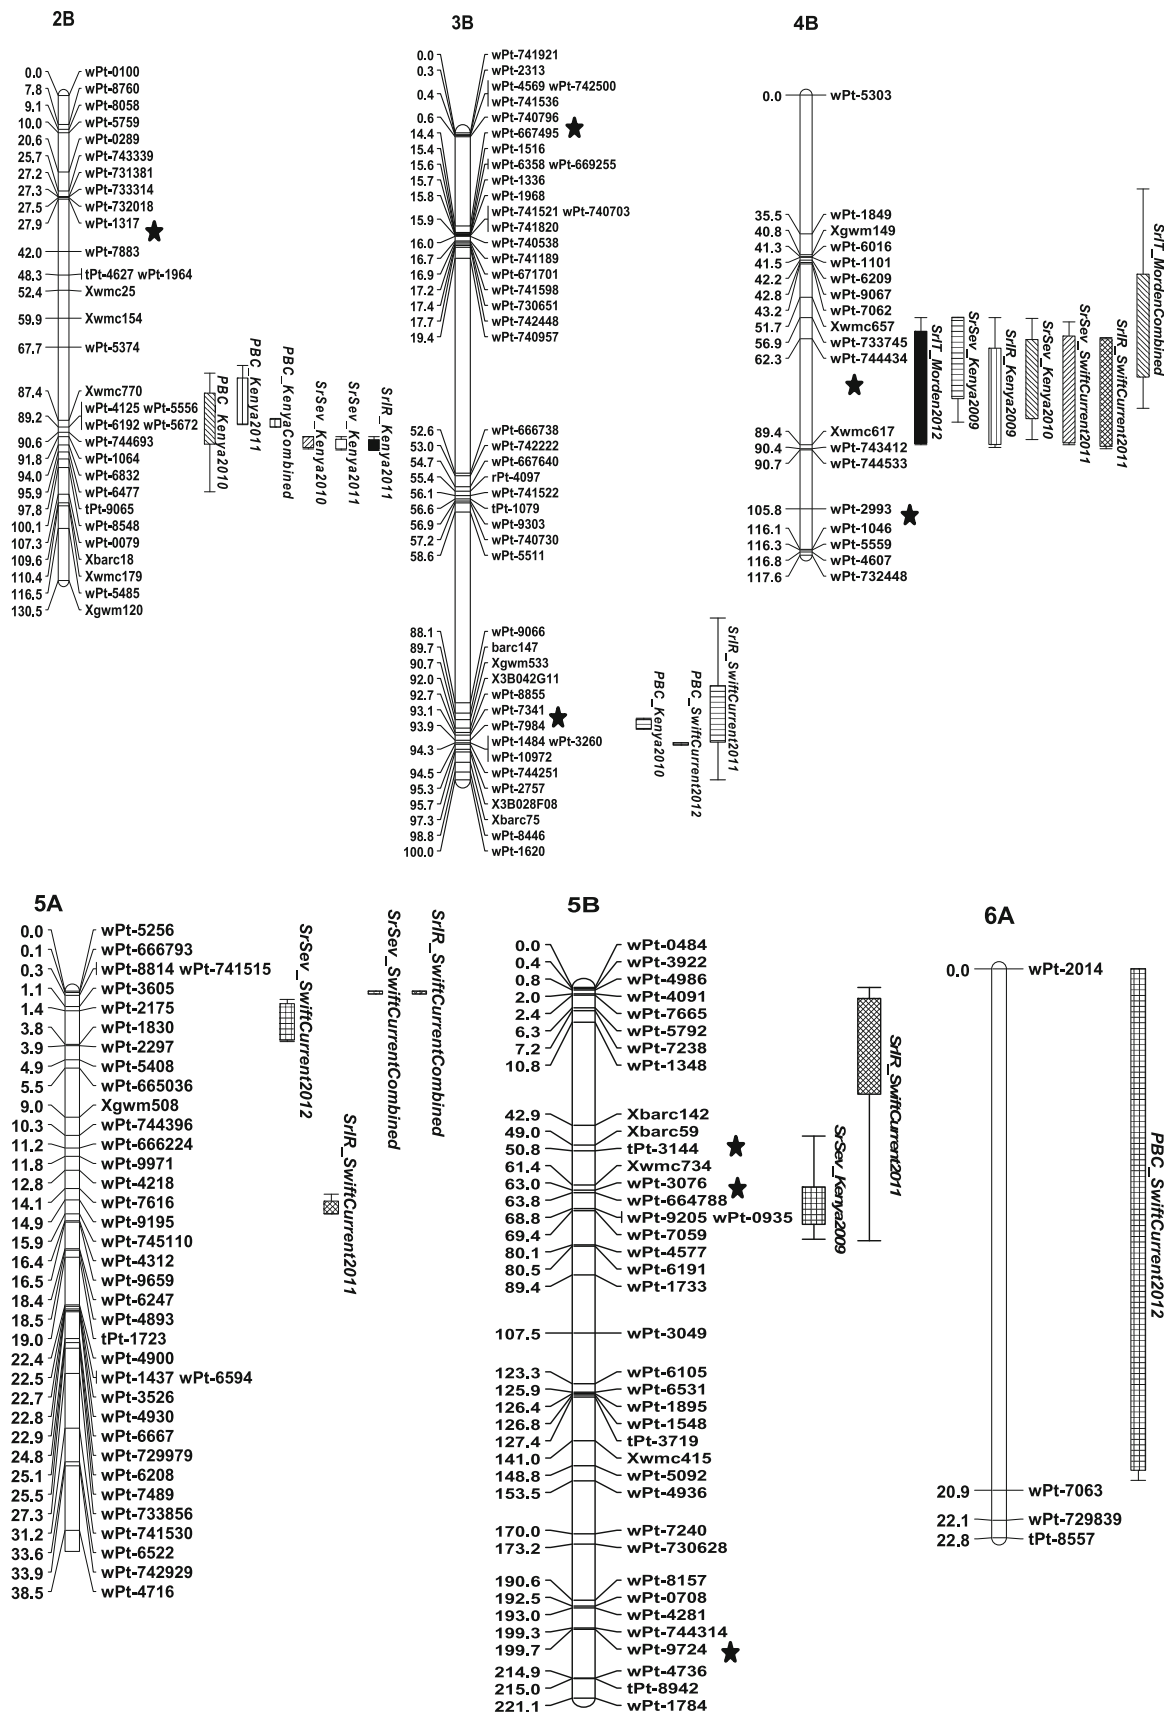 2B
0.0 wPt-0100
7.8 wPt-8760
9.1 wPt-8058
10.0 wPt-5759
20.6 wPt-0289
25.7 wPt-743339
27.2 wPt-731381
27.3 wPt-733314
27.5 wPt-732018
27.9 wPt-1317
42.0 wPt-7883
48.3 tPt-4627 wPt-1964
52.4 Xwmc25
59.9 Xwmc154
67.7 wPt-5374
87.4 Xwmc770
wPt-4125 wPt-5556
89.2 wPt-6192 wPt-5672
90.6 wPt-744693
91.8 wPt-1064
94.0 wPt-6832
95.9 wPt-6477
97.8 tPt-9065
100.1 wPt-8548
107.3 wPt-0079
109.6 Xbarc18
110.4 Xwmc179
116.5 wPt-5485
130.5 Xgwm120
PBC_Kenya2010
PBC_Kenya2011
PBC_KenyaCombined
SrSev_Kenya2010
SrSev_Kenya2011
SrIR_Kenya2011
3B
0.0 wPt-741921
0.3 wPt-2313
wPt-4569 wPt-742500
0.4 wPt-741536
0.6 wPt-740796
14.4 wPt-667495
15.4 wPt-1516
15.6 wPt-6358 wPt-669255
15.7 wPt-1336
15.8 wPt-1968
wPt-741521 wPt-740703
15.9 wPt-741820
16.0 wPt-740538
16.7 wPt-741189
16.9 wPt-671701
17.2 wPt-741598
17.4 wPt-730651
17.7 wPt-742448
19.4 wPt-740957
52.6 wPt-666738
53.0 wPt-742222
54.7 wPt-667640
55.4 rPt-4097
56.1 wPt-741522
56.6 tPt-1079
56.9 wPt-9303
57.2 wPt-740730
58.6 wPt-5511
88.1 wPt-9066
89.7 barc147
90.7 Xgwm533
92.0 X3B042G11
92.7 wPt-8855
93.1 wPt-7341
93.9 wPt-7984
94.3 wPt-1484 wPt-3260
wPt-10972
94.5 wPt-744251
95.3 wPt-2757
95.7 X3B028F08
97.3 Xbarc75
98.8 wPt-8446
100.0 wPt-1620
PBC_Kenya2010
PBC_SwiftCurrent2012
SrIR_SwiftCurrent2011
4B
0.0 wPt-5303
35.5 wPt-1849
40.8 Xgwm149
41.3 wPt-6016
41.5 wPt-1101
42.2 wPt-6209
42.8 wPt-9067
43.2 wPt-7062
51.7 Xwmc657
56.9 wPt-733745
62.3 wPt-744434
89.4 Xwmc617
90.4 wPt-743412
90.7 wPt-744533
105.8 wPt-2993
116.1 wPt-1046
116.3 wPt-5559
116.8 wPt-4607
117.6 wPt-732448
SrIT_Morden2012
SrSev_Kenya2009
SrIR_Kenya2009
SrSev_Kenya2010
SrSev_SwiftCurrent2011
SrIR_SwiftCurrent2011
SrIT_MordenCombined
5A
0.0 wPt-5256
0.1 wPt-666793
0.3 wPt-8814 wPt-741515
1.1 wPt-3605
1.4 wPt-2175
3.8 wPt-1830
3.9 wPt-2297
4.9 wPt-5408
5.5 wPt-665036
9.0 Xgwm508
10.3 wPt-744396
11.2 wPt-666224
11.8 wPt-9971
12.8 wPt-4218
14.1 wPt-7616
14.9 wPt-9195
15.9 wPt-745110
16.4 wPt-4312
16.5 wPt-9659
18.4 wPt-6247
18.5 wPt-4893
19.0 tPt-1723
22.4 wPt-4900
22.5 wPt-1437 wPt-6594
22.7 wPt-3526
22.8 wPt-4930
22.9 wPt-6667
24.8 wPt-729979
25.1 wPt-6208
25.5 wPt-7489
27.3 wPt-733856
31.2 wPt-741530
33.6 wPt-6522
33.9 wPt-742929
38.5 wPt-4716
SrSev_SwiftCurrent2012
SrIR_SwiftCurrent2011
SrSev_SwiftCurrentCombined
SrIR_SwiftCurrentCombined
5B
0.0 wPt-0484
0.4 wPt-3922
0.8 wPt-4986
2.0 wPt-4091
2.4 wPt-7665
6.3 wPt-5792
7.2 wPt-7238
10.8 wPt-1348
42.9 Xbarc142
49.0 Xbarc59
50.8 tPt-3144
61.4 Xwmc734
63.0 wPt-3076
63.8 wPt-664788
68.8 wPt-9205 wPt-0935
69.4 wPt-7059
80.1 wPt-4577
80.5 wPt-6191
89.4 wPt-1733
107.5 wPt-3049
123.3 wPt-6105
125.9 wPt-6531
126.4 wPt-1895
126.8 wPt-1548
127.4 tPt-3719
141.0 Xwmc415
148.8 wPt-5092
153.5 wPt-4936
170.0 wPt-7240
173.2 wPt-730628
190.6 wPt-8157
192.5 wPt-0708
193.0 wPt-4281
199.3 wPt-744314
199.7 wPt-9724
214.9 wPt-4736
215.0 tPt-8942
221.1 wPt-1784
SrSev_Kenya2009
SrIR_SwiftCurrent2011
6A
0.0 wPt-2014
20.9 wPt-7063
22.1 wPt-729839
22.8 tPt-8557
PBC_SwiftCurrent2012